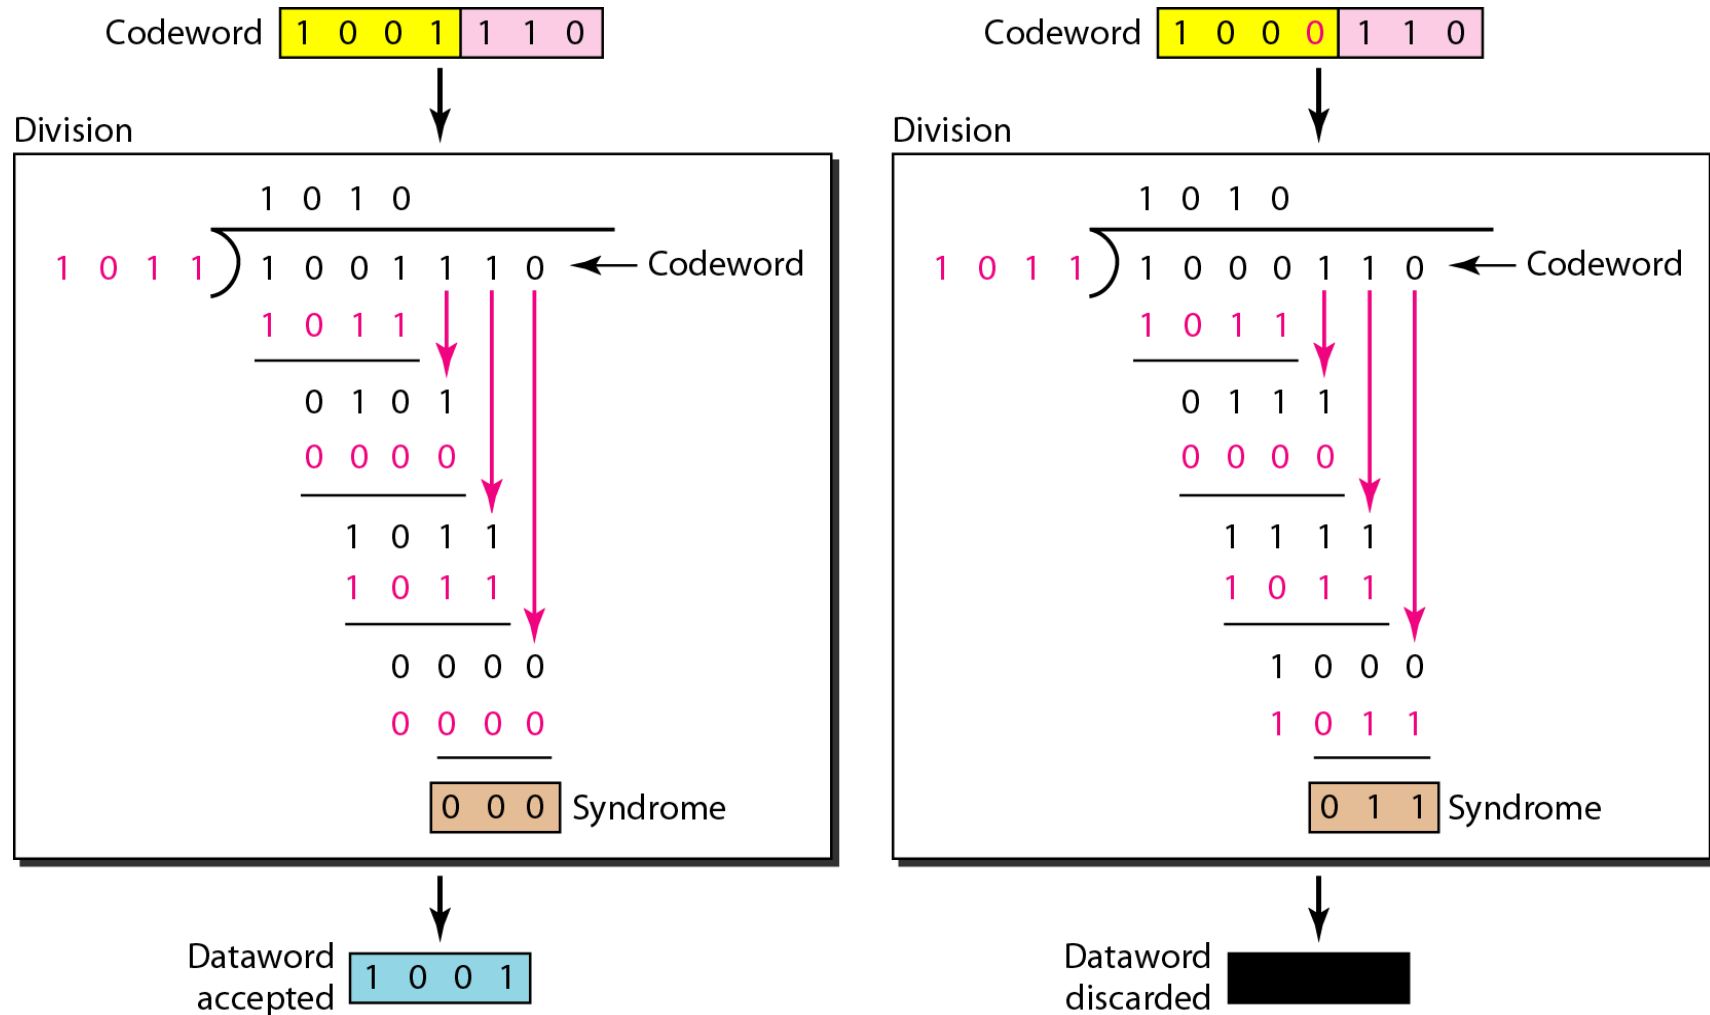 Codeword 1 0 0 1 1 1 0
Division
1 0 1 0
1 0 1 1 1 0 0 1 1 1 0 Codeword
1 0 1 1
0 1 0 1
0 0 0 0
1 0 1 1
1 0 1 1
0 0 0 0
0 0 0 0
0 0 0 Syndrome
Dataword
accepted 1 0 0 1
Codeword 1 0 0 0 1 1 0
Division
1 0 1 0
1 0 1 1 1 0 0 0 1 1 0 Codeword
1 0 1 1
0 1 1 1
0 0 0 0
1 1 1 1
1 0 1 1
1 0 0 0
1 0 1 1
0 1 1 Syndrome
Dataword
discarded